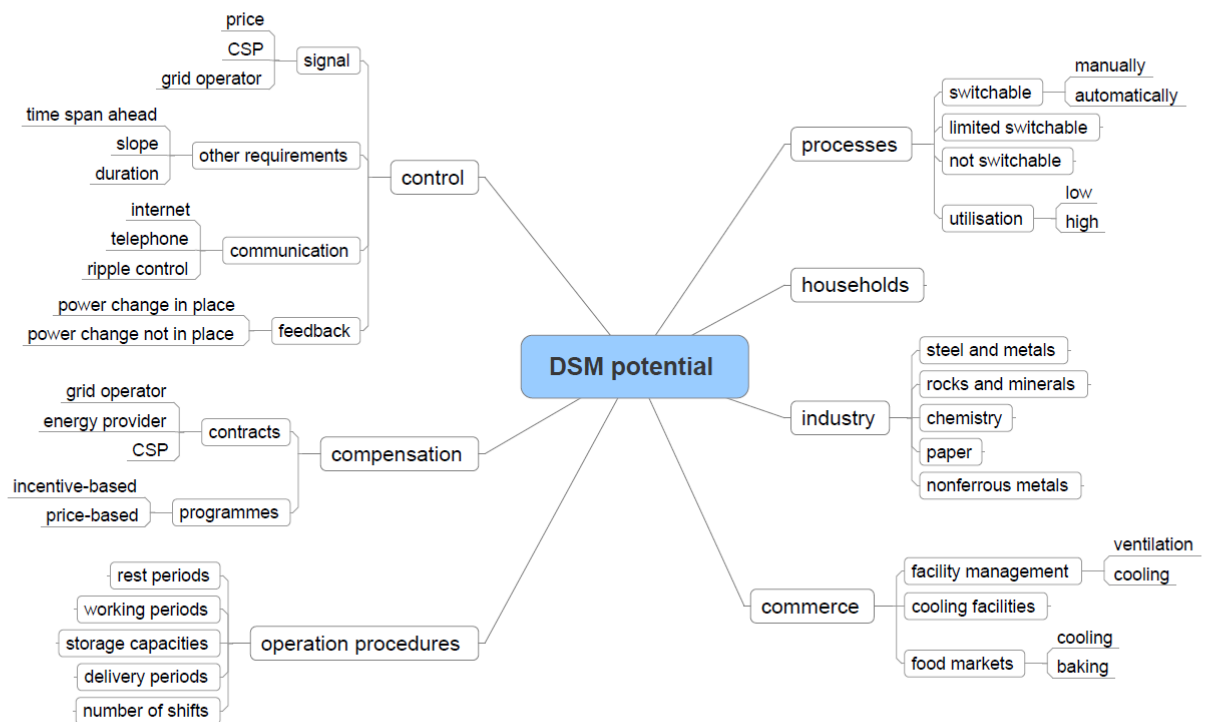 price
CSP
grid operator
signal
time span ahead
slope
duration
other requirements
internet
telephone
ripple control
communication
power change in place
power change not in place
feedback
control
grid operator
energy provider
CSP
contracts
incentive-based
price-based
programmes
compensation
rest periods
working periods
storage capacities
delivery periods
number of shifts
operation procedures
DSM potential
processes
switchable
manually
automatically
limited switchable
not switchable
utilisation
low
high
households
industry
steel and metals
rocks and minerals
chemistry
paper
nonferrous metals
commerce
facility management
ventilation
cooling
cooling facilities
food markets
cooling
baking